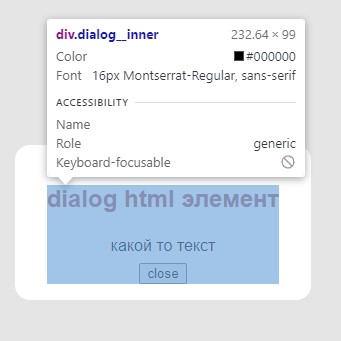 div.dialog__inner 232.64 × 99
Color #000000
Font 16px Montserrat-Regular, sans-serif
ACCESSIBILITY
Name
Role generic
Keyboard-focusable
dialog html элемент
какой то текст
close